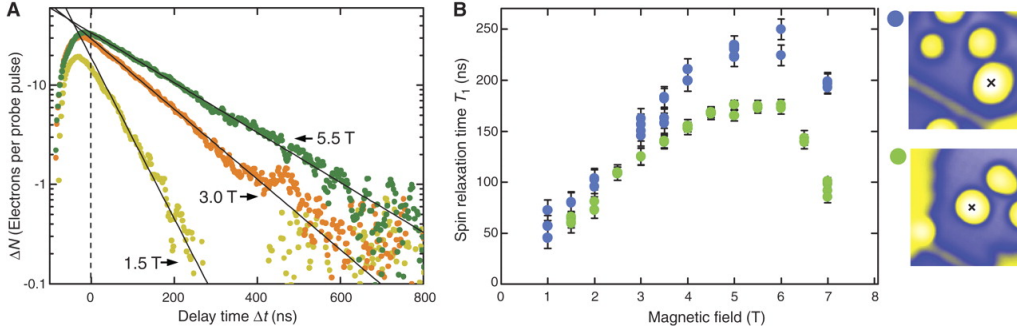 A
ΔN (Electrons per probe pulse)
-10
-1
-0.1
5.5 T
3.0 T
1.5 T
0 200 400 600 800
Delay time Δt (ns)
B
Spin relaxation time T₁ (ns)
250
200
150
100
50
0
0 1 2 3 4 5 6 7 8
Magnetic field (T)
×
×